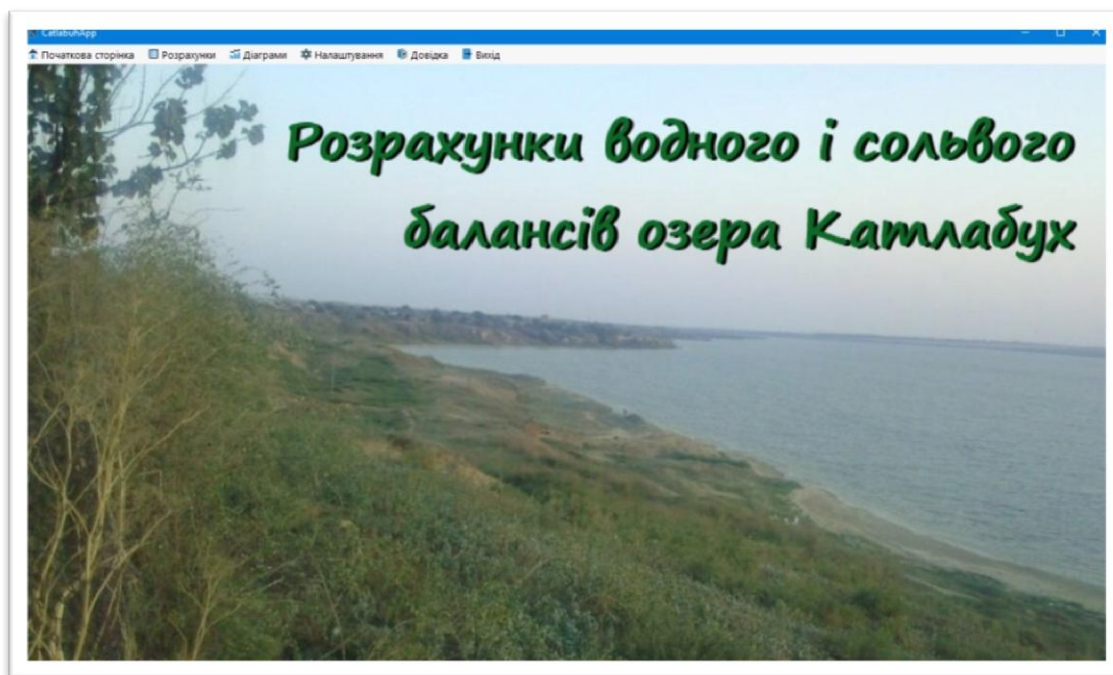 CatlabuhApp
Початкова сторінка Розрахунки Діаграми Налаштування Довідка Вихід
Розрахунки водного і сольвого
балансів озера Катлабух